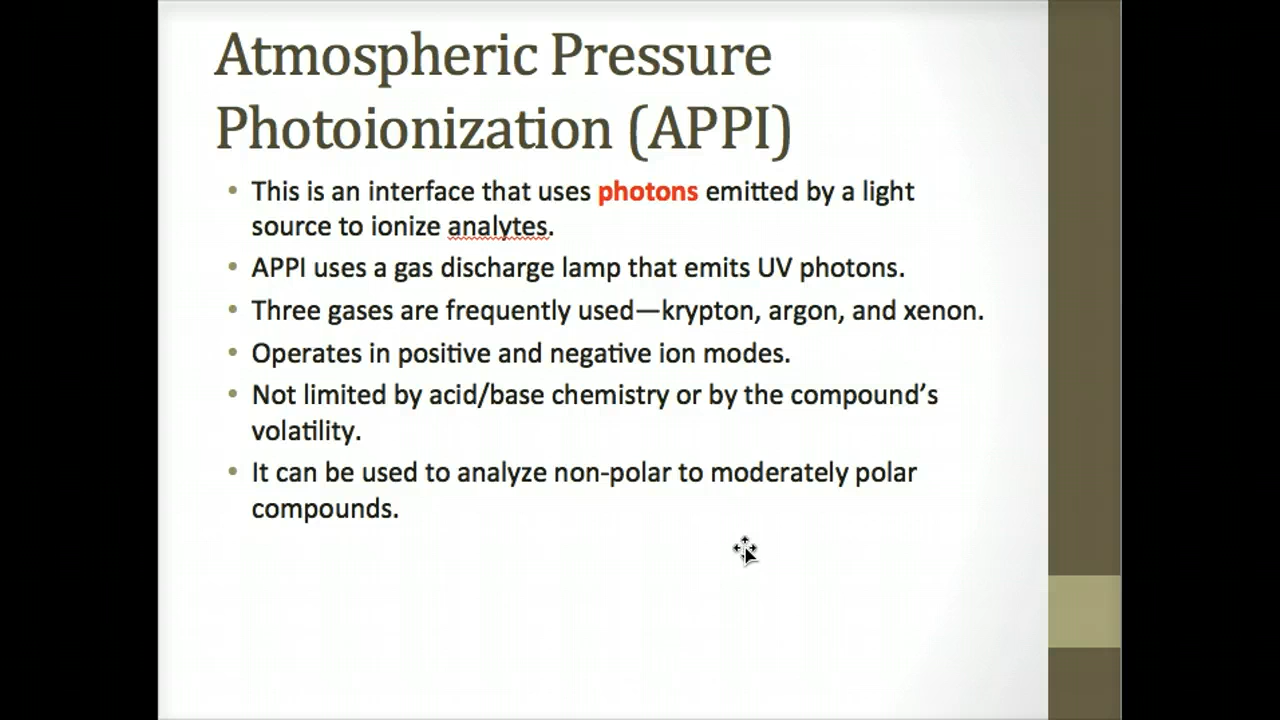 Atmospheric Pressure
Photoionization (APPI)
• This is an interface that uses photons emitted by a light
source to ionize analytes.
• APPI uses a gas discharge lamp that emits UV photons.
• Three gases are frequently used—krypton, argon, and xenon.
• Operates in positive and negative ion modes.
• Not limited by acid/base chemistry or by the compound’s
volatility.
• It can be used to analyze non-polar to moderately polar
compounds.